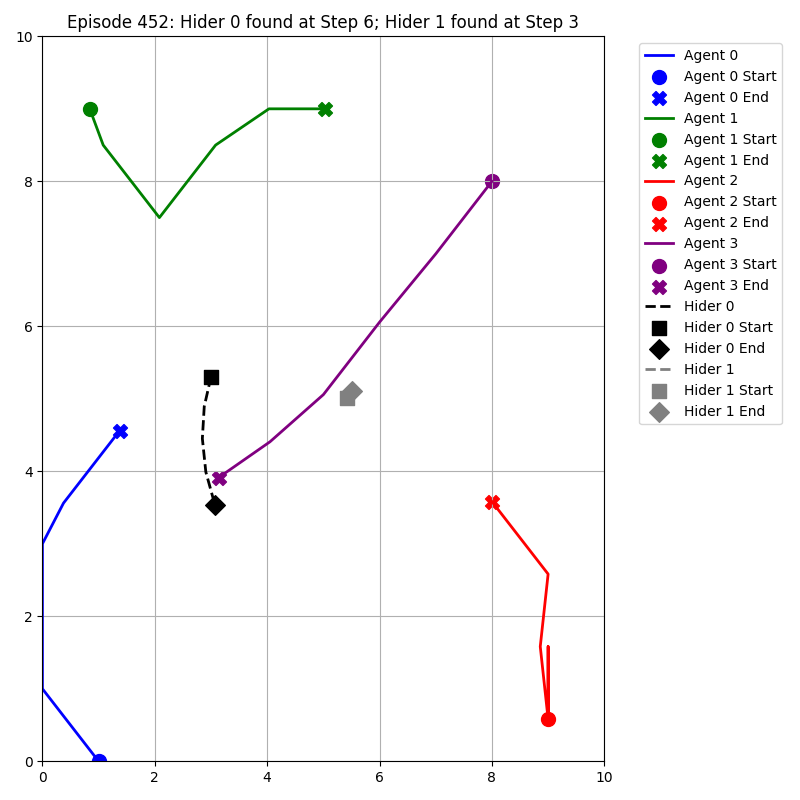 Episode 452: Hider 0 found at Step 6; Hider 1 found at Step 3
10
8
6
4
2
0
0 2 4 6 8 10
Agent 0
Agent 0 Start
Agent 0 End
Agent 1
Agent 1 Start
Agent 1 End
Agent 2
Agent 2 Start
Agent 2 End
Agent 3
Agent 3 Start
Agent 3 End
Hider 0
Hider 0 Start
Hider 0 End
Hider 1
Hider 1 Start
Hider 1 End